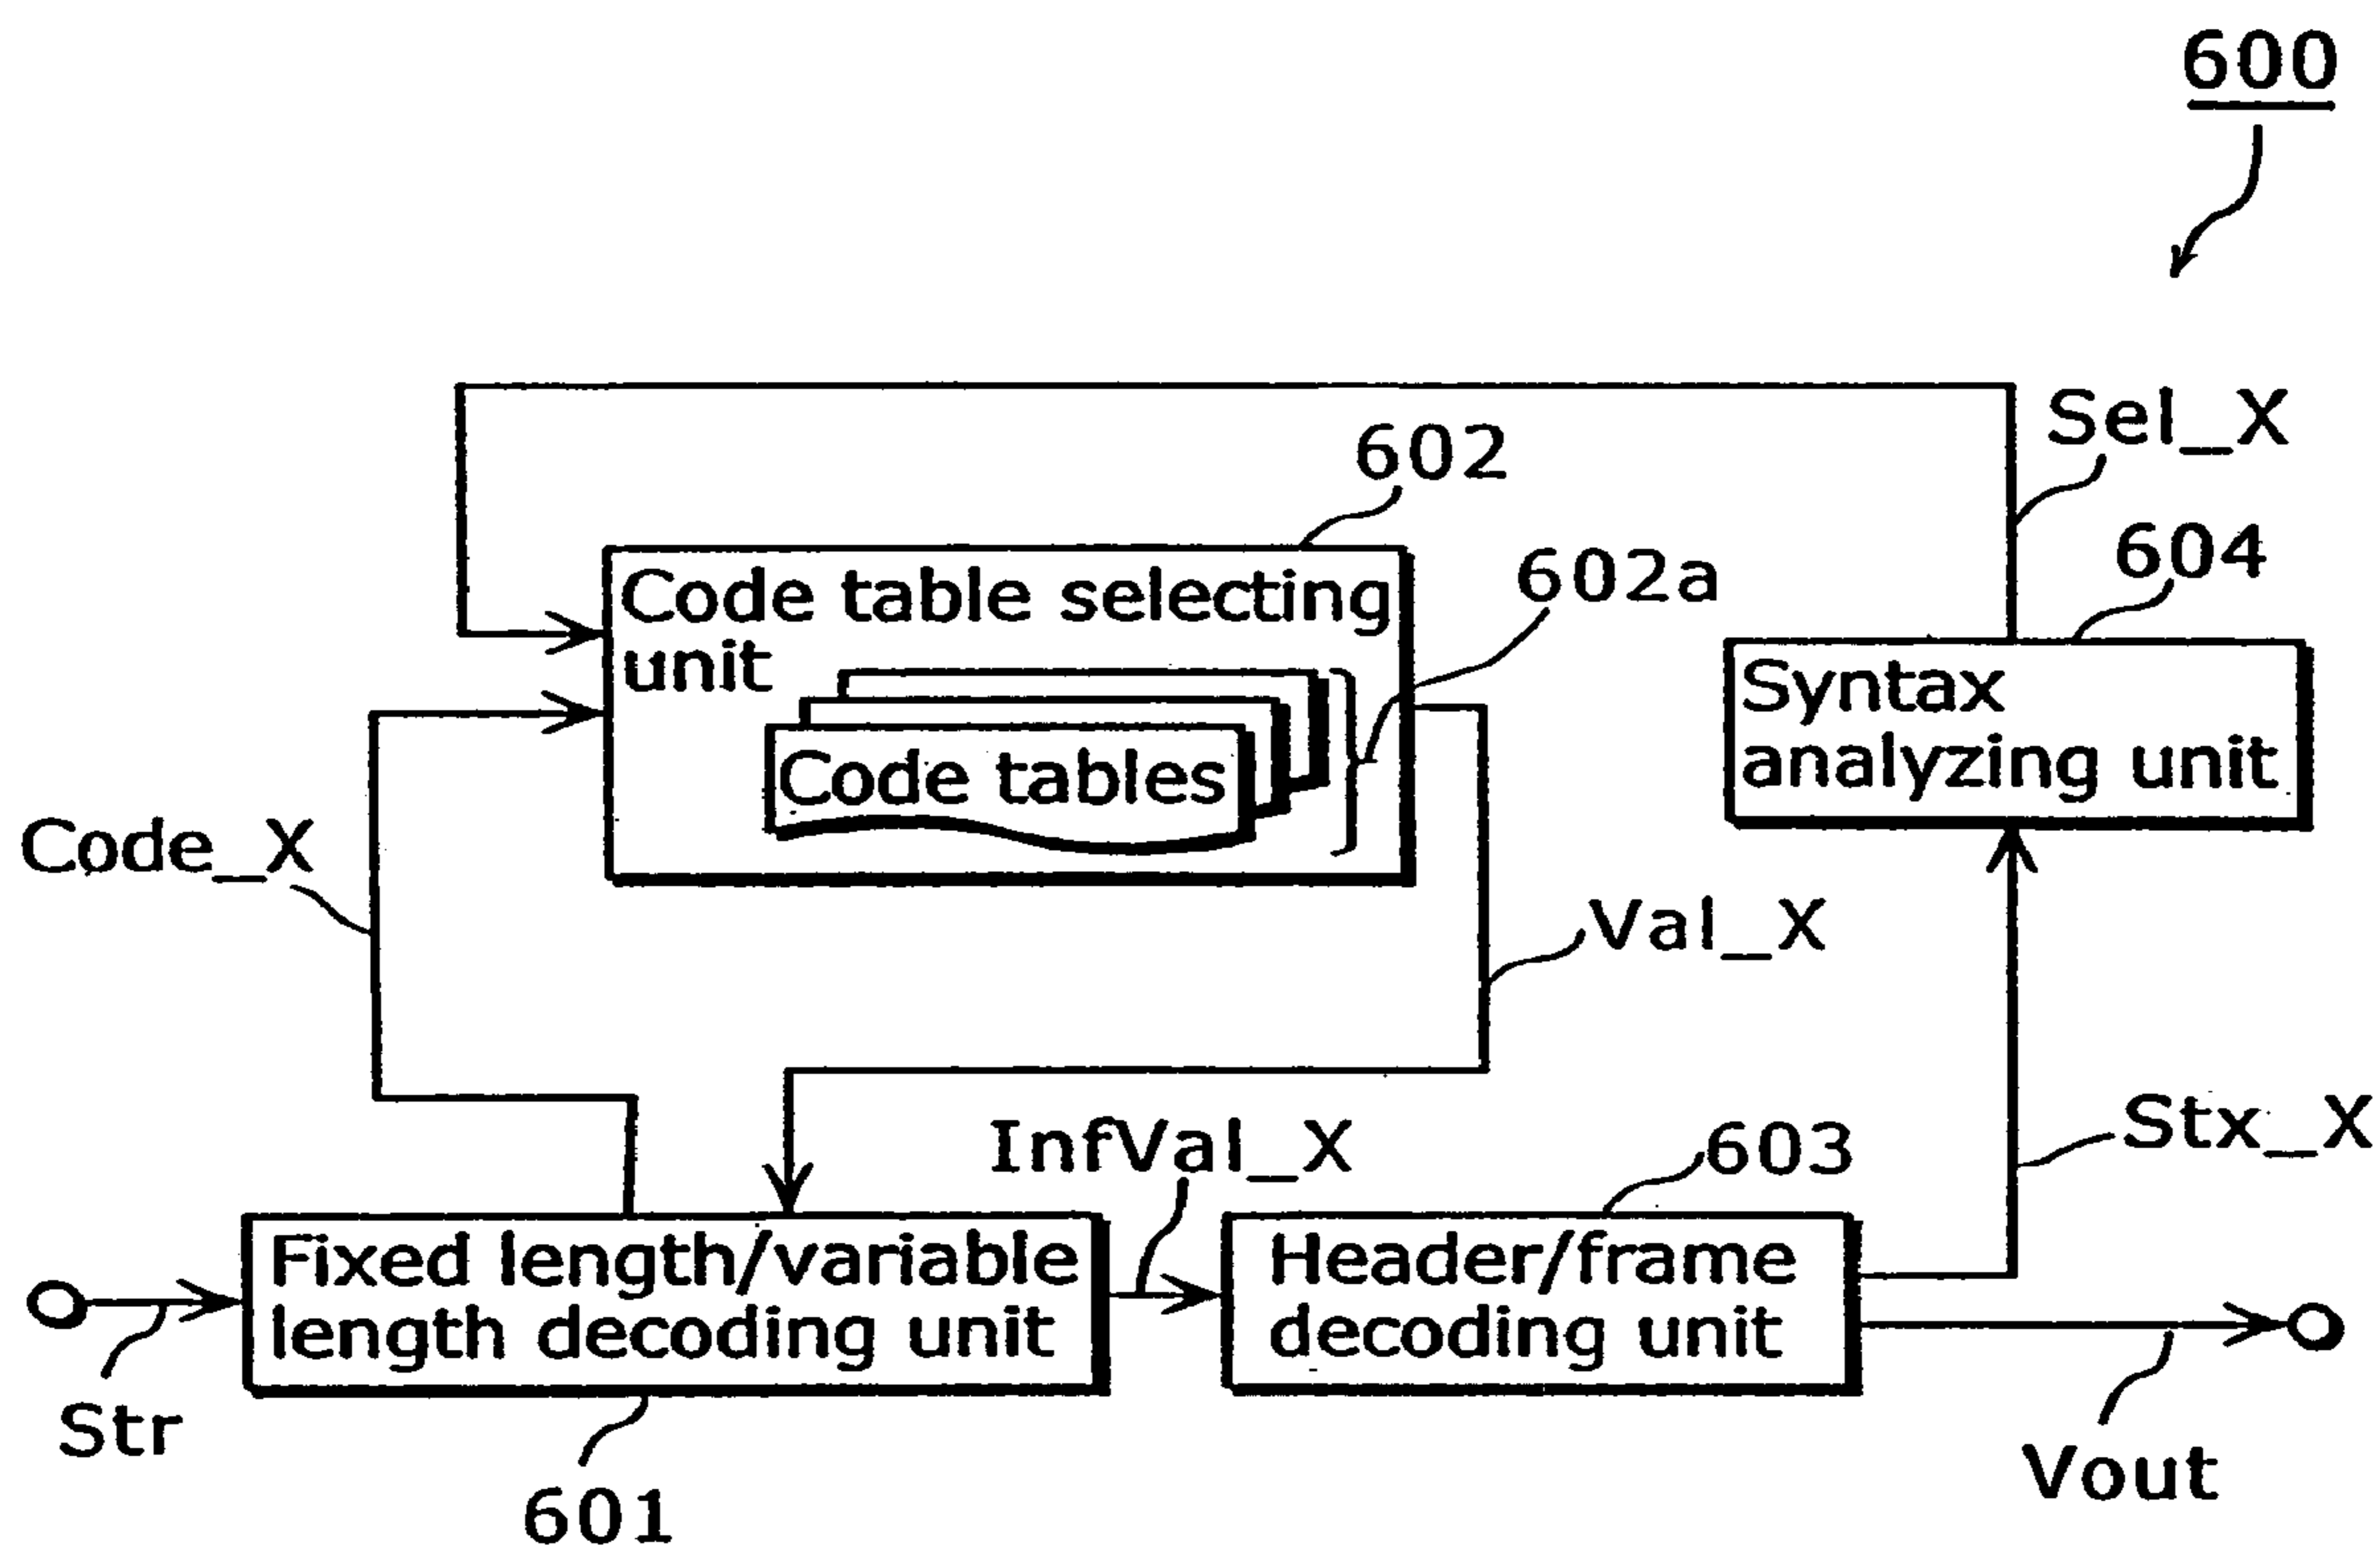 600
Sel_X
602
602a
604
Code table selecting
unit
Code tables
Syntax
analyzing unit
Code_X
Val_X
InfVal_X
603
Stx_X
Fixed length/variable
length decoding unit
Header/frame
decoding unit
Str
601
Vout